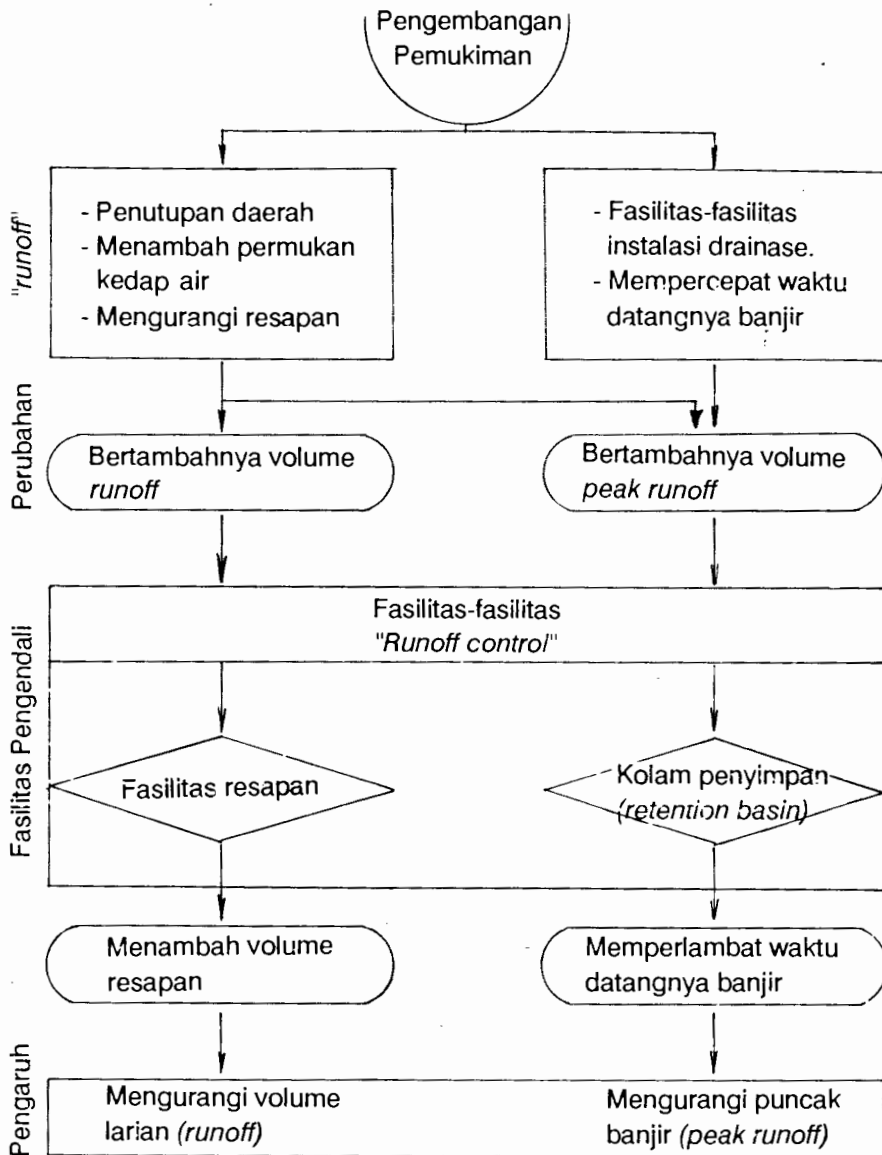 Pengembangan
Pemukiman
"runoff"
- Penutupan daerah
- Menambah permukan
kedap air
- Mengurangi resapan
- Fasilitas-fasilitas
instalasi drainase.
- Mempercepat waktu
datangnya banjir
Perubahan
Bertambahnya volume
runoff
Bertambahnya volume
peak runoff
Fasilitas Pengendali
Fasilitas-fasilitas
"Runoff control"
Fasilitas resapan
Kolam penyimpan
(retention basin)
Menambah volume
resapan
Memperlambat waktu
datangnya banjir
Pengaruh
Mengurangi volume
larian (runoff)
Mengurangi puncak
banjir (peak runoff)